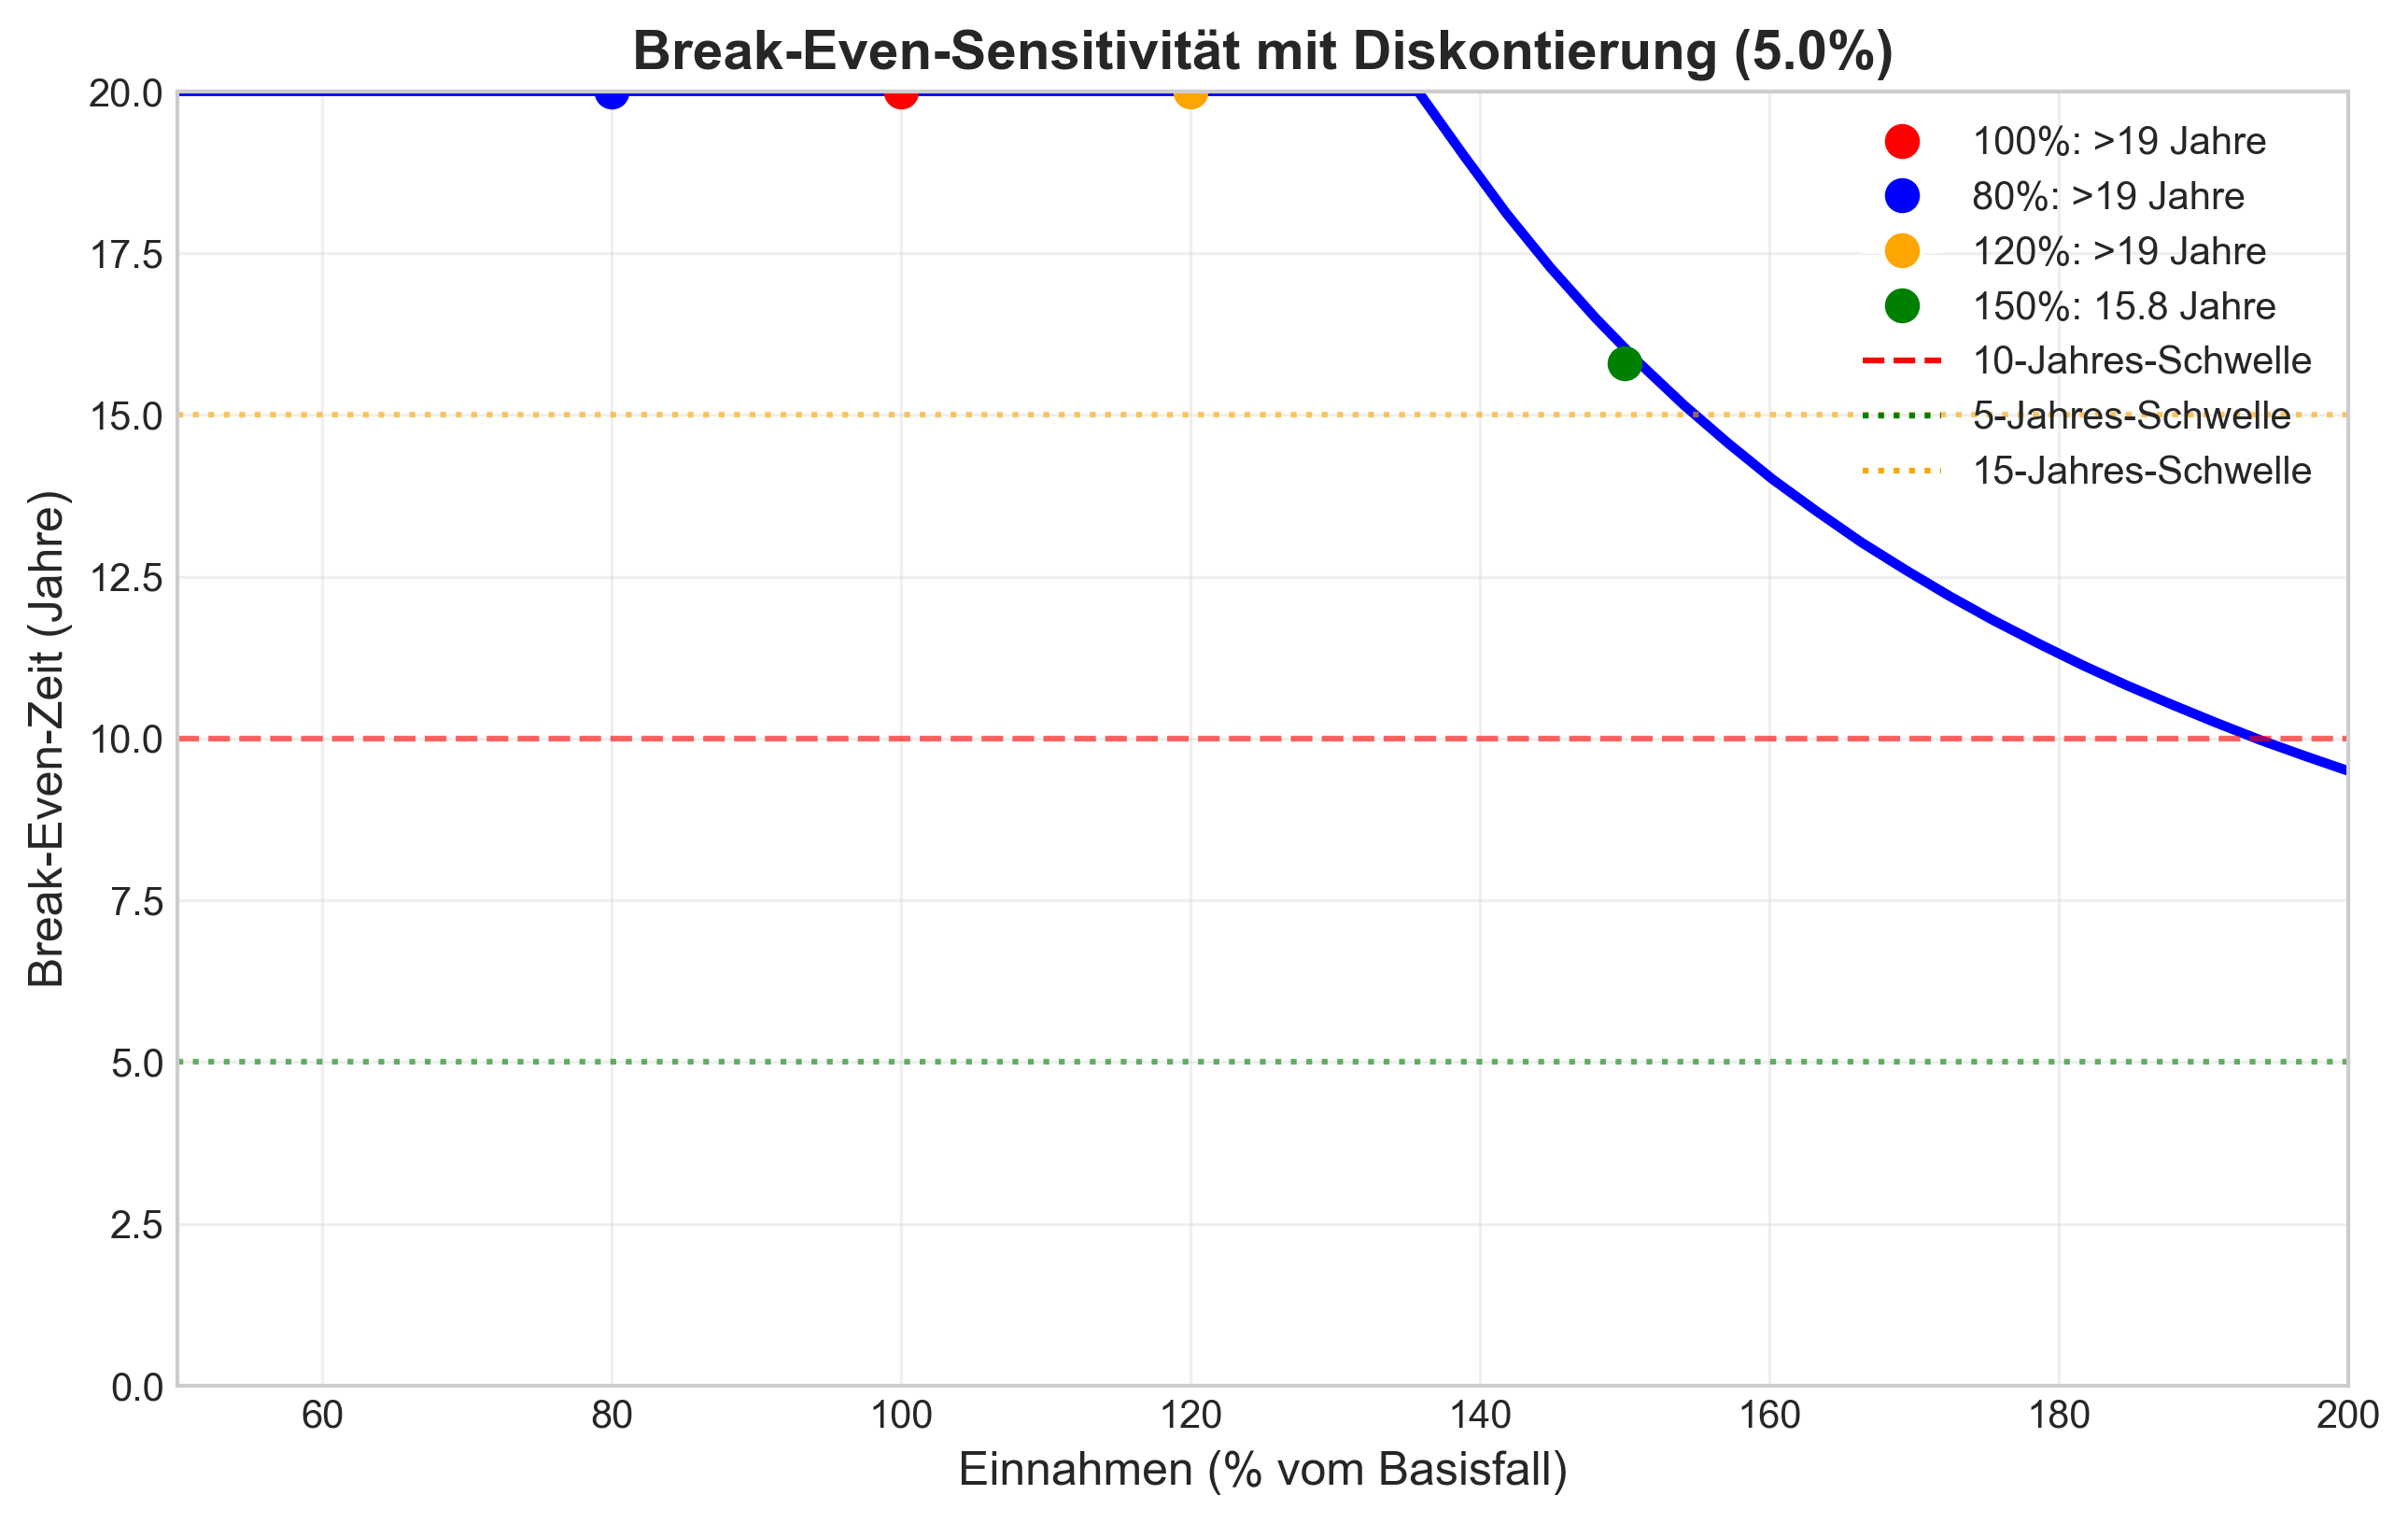 Break-Even-Sensitivität mit Diskontierung (5.0%)
Break-Even-Zeit (Jahre)
20.0
17.5
15.0
12.5
10.0
7.5
5.0
2.5
0.0
100%: >19 Jahre
80%: >19 Jahre
120%: >19 Jahre
150%: 15.8 Jahre
10-Jahres-Schwelle
5-Jahres-Schwelle
15-Jahres-Schwelle
60 80 100 120 140 160 180 200
Einnahmen (% vom Basisfall)